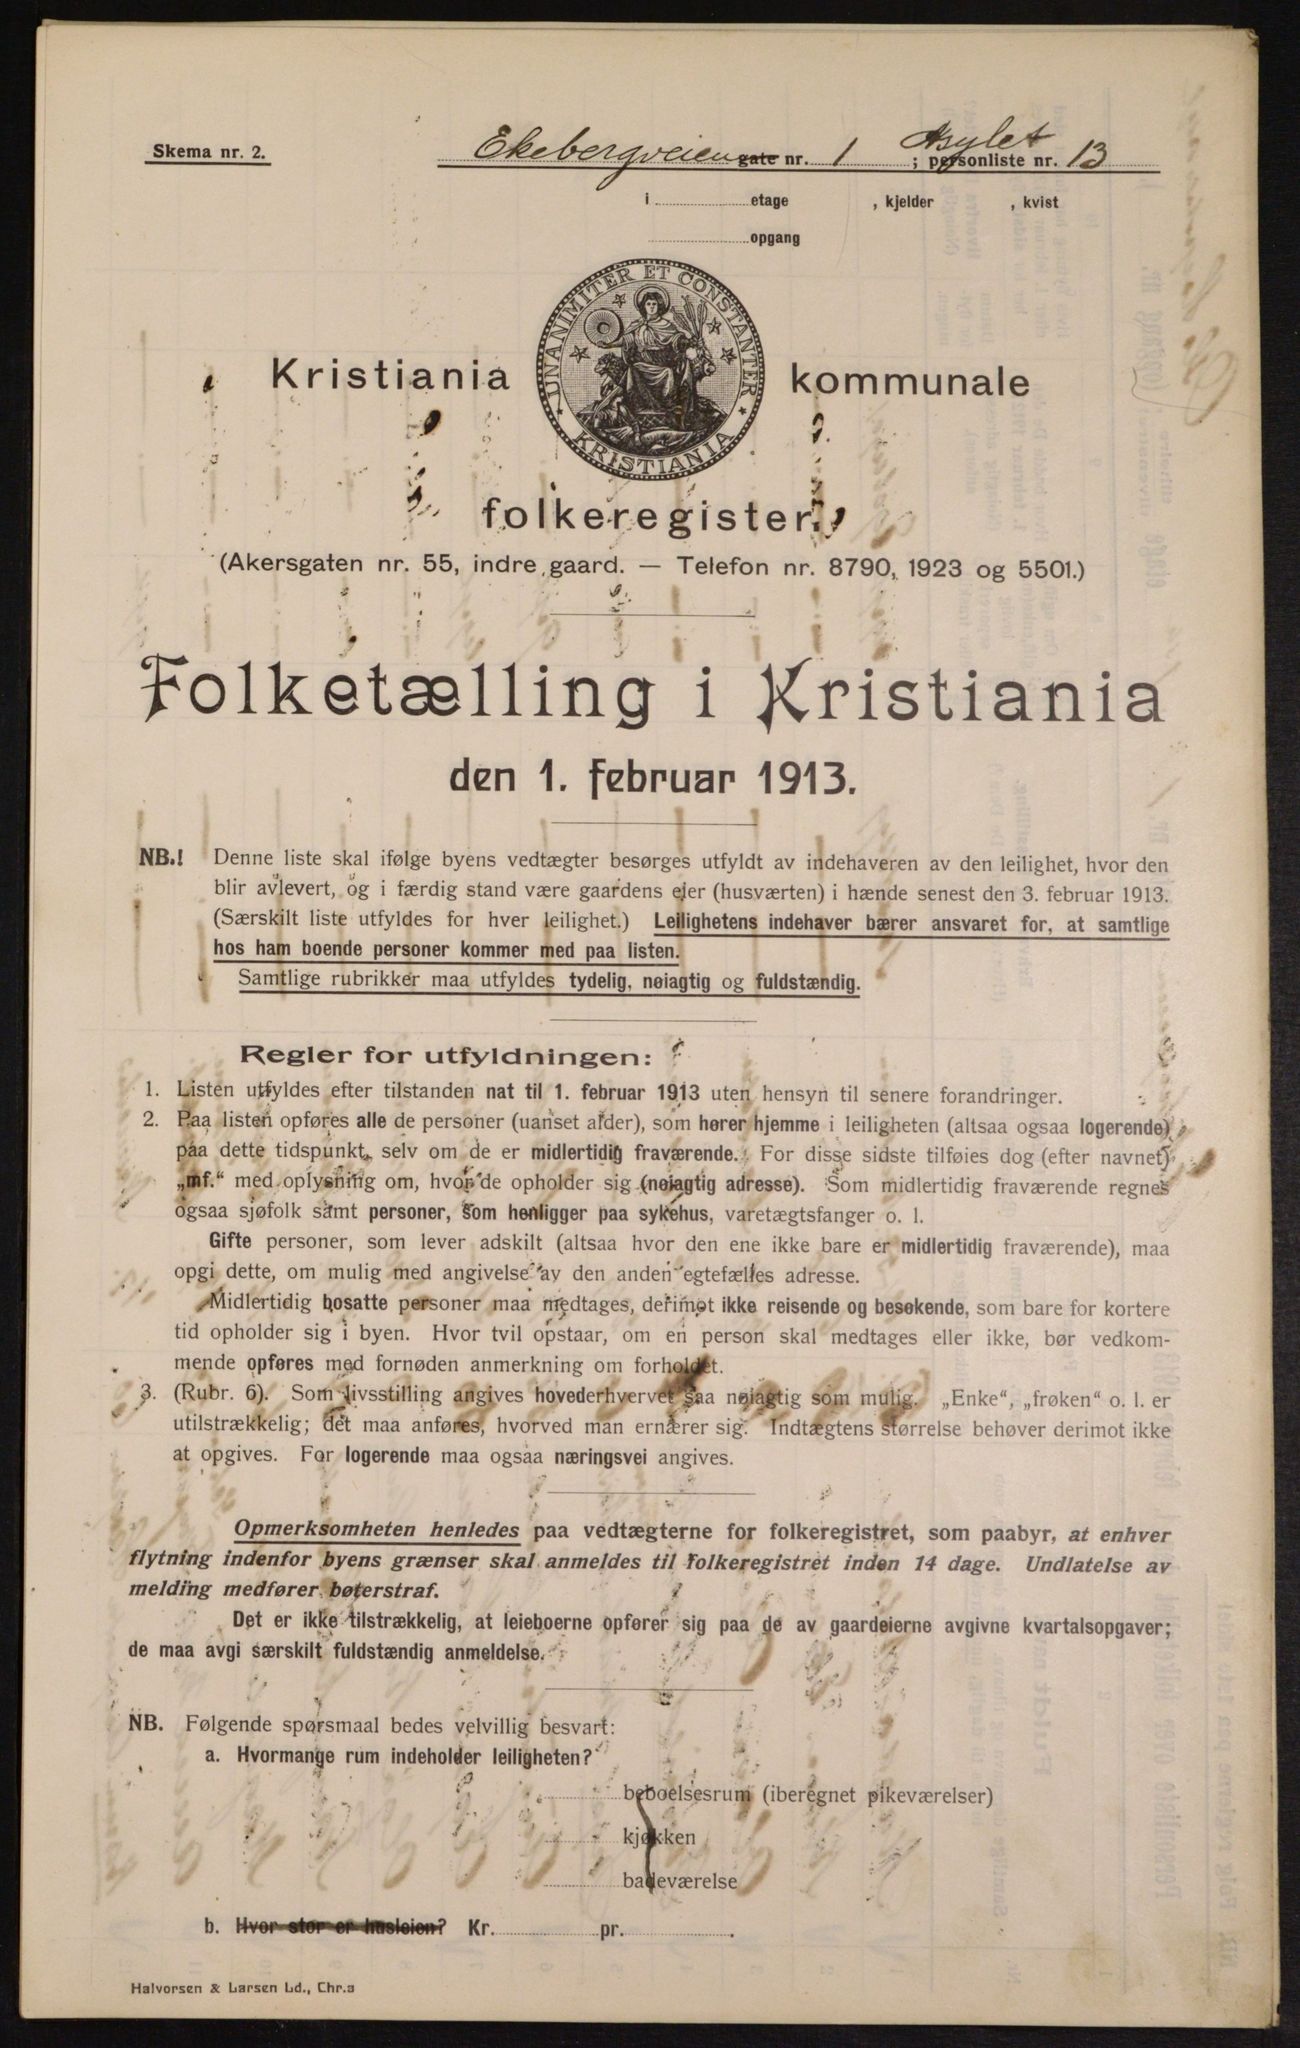 Skema nr. 2.
Ekebergveien gate nr. 1 Asylet ; personliste nr. 13
i etage , kjelder , kvist
opgang
UNANIMITER ET CONSTANTER
KRISTIANIA
Kristiania kommunale
folkeregister.
(Akersgaten nr. 55, indre gaard. — Telefon nr. 8790, 1923 og 5501.)
Folketælling i Kristiania
den 1. februar 1913.
NB.! Denne liste skal ifølge byens vedtægter besørges utfyldt av indehaveren av den leilighet, hvor den
blir avlevert, og i færdig stand være gaardens eier (husværten) i hænde senest den 3. februar 1913.
(Særskilt liste utfyldes for hver leilighet.) Leilighetens indehaver bærer ansvaret for, at samtlige
hos ham boende personer kommer med paa listen.
Samtlige rubrikker maa utfyldes tydelig, nøiagtig og fuldstændig.
Regler for utfyldningen:
1. Listen utfyldes efter tilstanden nat til 1. februar 1913 uten hensyn til senere forandringer.
2. Paa listen opføres alle de personer (uanset alder), som hører hjemme i leiligheten (altsaa ogsaa logerende)
paa dette tidspunkt, selv om de er midlertidig fraværende. For disse sidste tilføies dog (efter navnet)
„mf.“ med oplysning om, hvor de opholder sig (nøiagtig adresse). Som midlertidig fraværende regnes
ogsaa sjøfolk samt personer, som henligger paa sykehus, varetægtsfanger o. l.
Gifte personer, som lever adskilt (altsaa hvor den ene ikke bare er midlertidig fraværende), maa
opgi dette, om mulig med angivelse av den anden egtefælles adresse.
Midlertidig bosatte personer maa medtages, derimot ikke reisende og besøkende, som bare for kortere
tid opholder sig i byen. Hvor tvil opstaar, om en person skal medtages eller ikke, bør vedkom-
mende opføres med fornøden anmerkning om forholdet.
3. (Rubr. 6). Som livsstilling angives hovederhvervet saa nøiagtig som mulig. „Enke“, „frøken“ o. l. er
utilstrækkelig; det maa anføres, hvorved man ernærer sig. Indtægtens størrelse behøver derimot ikke
at opgives. For logerende maa ogsaa næringsvei angives.
Opmerksomheten henledes paa vedtægterne for folkeregistret, som paabyr, at enhver
flytning indenfor byens grænser skal anmeldes til folkeregistret inden 14 dage. Undlatelse av
melding medfører bøterstraf.
Det er ikke tilstrækkelig, at leieboerne opfører sig paa de av gaardeierne avgivne kvartalsopgaver;
de maa avgi særskilt fuldstændig anmeldelse.
NB. Følgende spørsmaal bedes velvillig besvart:
a. Hvormange rum indeholder leiligheten?
beboelsesrum (iberegnet pikeværelser)
kjøkken
badeværelse
b. Hvor stor er husleien? Kr. pr.
Halvorsen & Larsen Ld., Chr.a